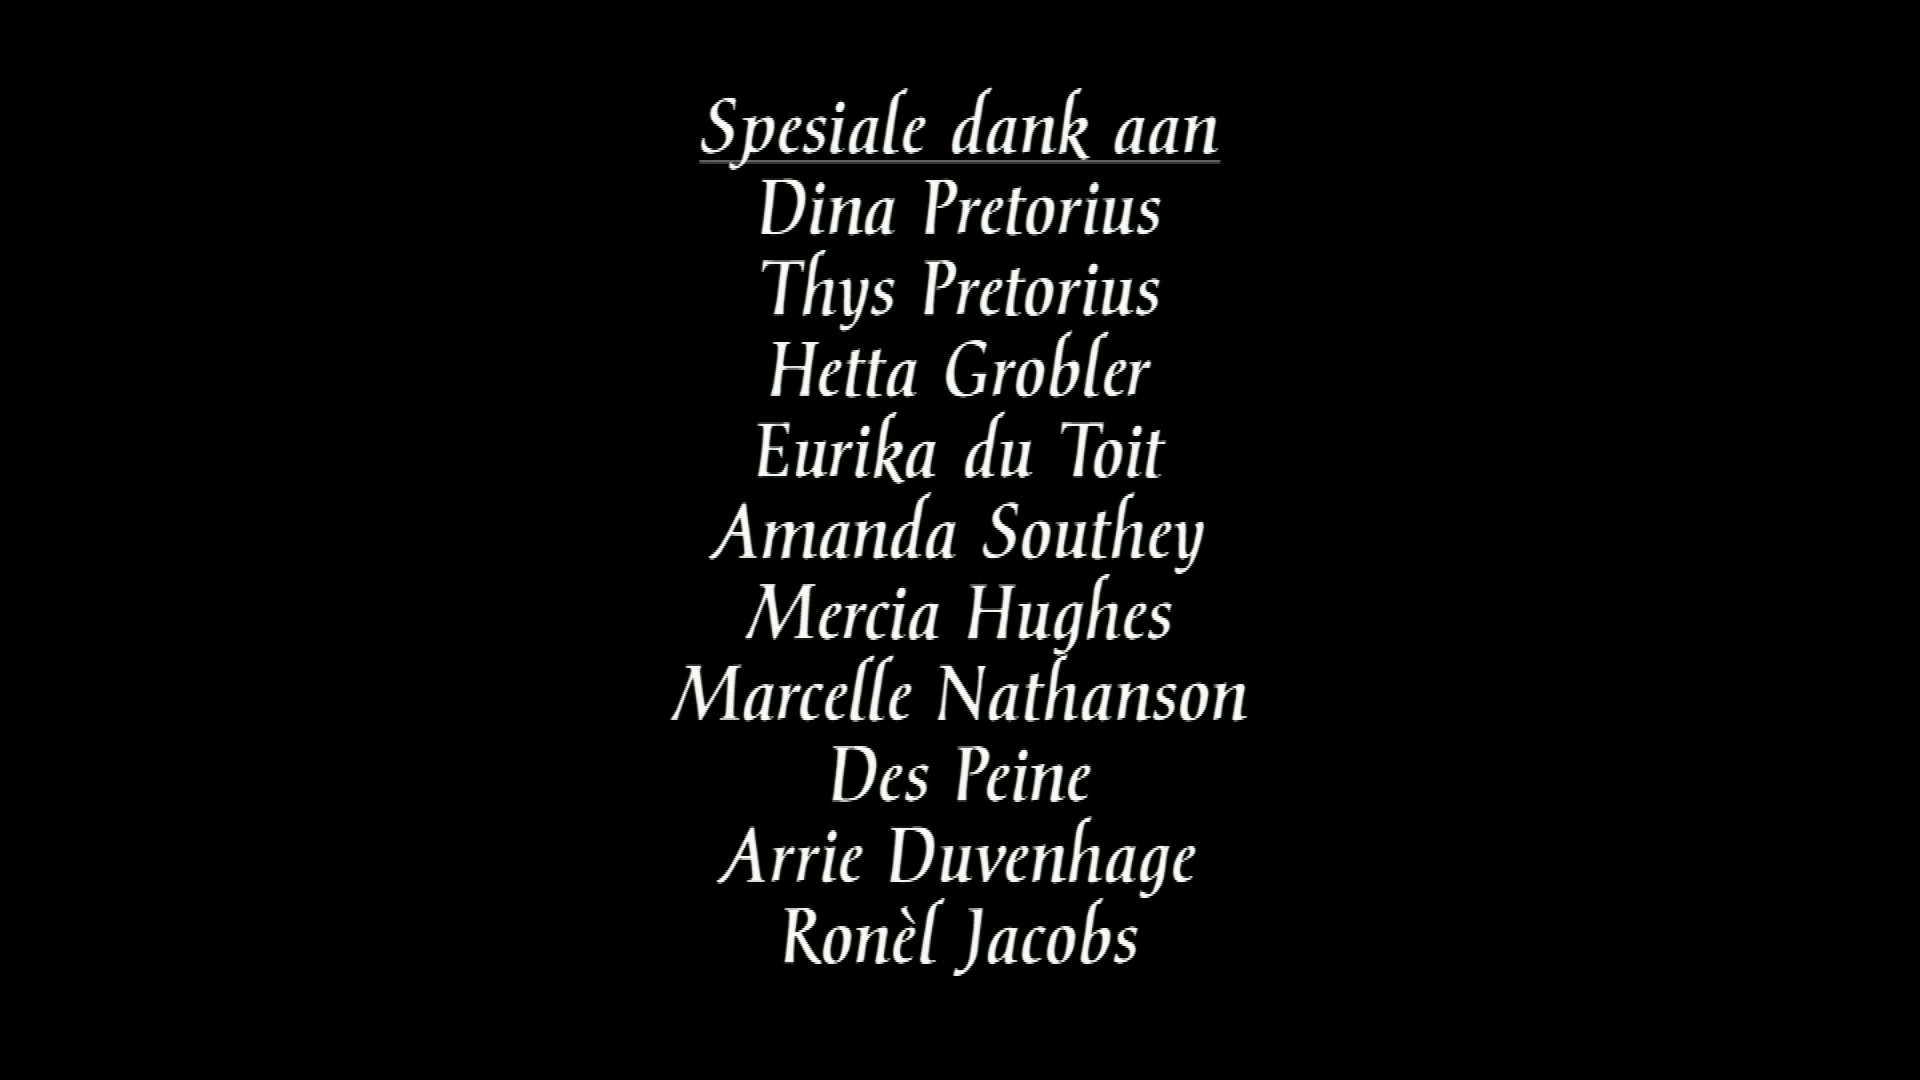 Spesiale dank aan
Dina Pretorius
Thys Pretorius
Hetta Grobler
Eurika du Toit
Amanda Southey
Mercia Hughes
Marcelle Nathanson
Des Peine
Arrie Duvenhage
Ronèl Jacobs